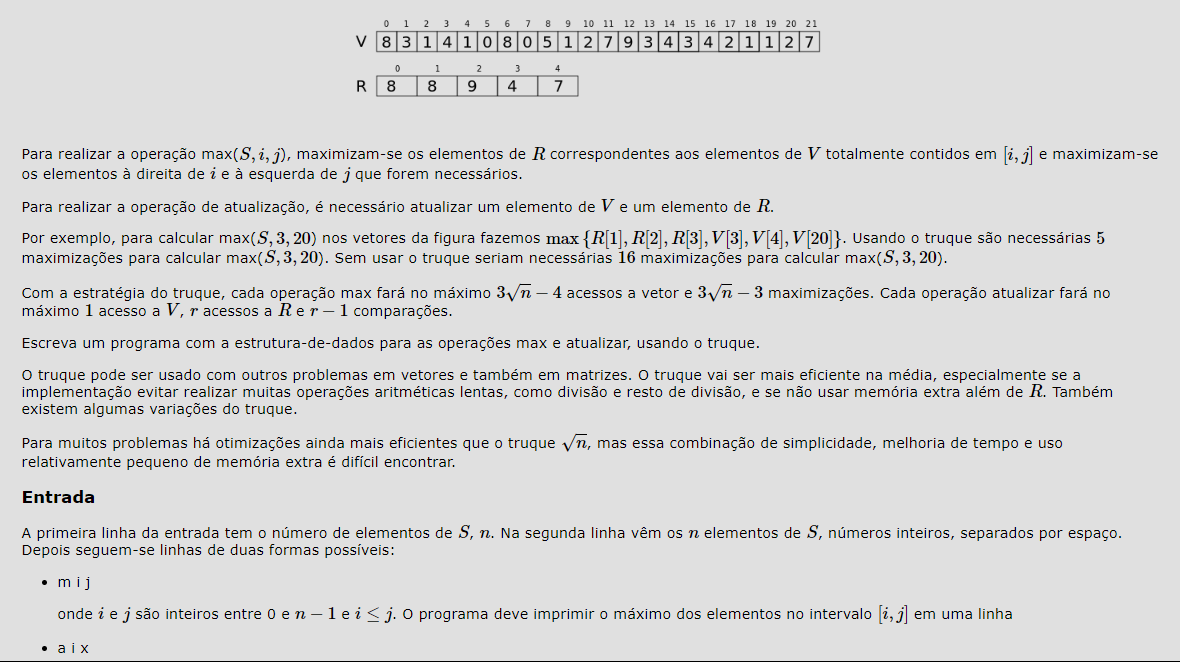 0 1 2 3 4 5 6 7 8 9 10 11 12 13 14 15 16 17 18 19 20 21
V 8 3 1 4 1 0 8 0 5 1 2 7 9 3 4 3 4 2 1 1 2 7
0 1 2 3 4
R 8 8 9 4 7
Para realizar a operação max(S, i, j), maximizam-se os elementos de R correspondentes aos elementos de V totalmente contidos em [i, j] e maximizam-se
os elementos à direita de i e à esquerda de j que forem necessários.
Para realizar a operação de atualização, é necessário atualizar um elemento de V e um elemento de R.
Por exemplo, para calcular max(S, 3, 20) nos vetores da figura fazemos max {R[1], R[2], R[3], V[3], V[4], V[20]}. Usando o truque são necessárias 5
maximizações para calcular max(S, 3, 20). Sem usar o truque seriam necessárias 16 maximizações para calcular max(S, 3, 20).
Com a estratégia do truque, cada operação max fará no máximo 3√n − 4 acessos a vetor e 3√n − 3 maximizações. Cada operação atualizar fará no
máximo 1 acesso a V, r acessos a R e r − 1 comparações.
Escreva um programa com a estrutura-de-dados para as operações max e atualizar, usando o truque.
O truque pode ser usado com outros problemas em vetores e também em matrizes. O truque vai ser mais eficiente na média, especialmente se a
implementação evitar realizar muitas operações aritméticas lentas, como divisão e resto de divisão, e se não usar memória extra além de R. Também
existem algumas variações do truque.
Para muitos problemas há otimizações ainda mais eficientes que o truque √n, mas essa combinação de simplicidade, melhoria de tempo e uso
relativamente pequeno de memória extra é difícil encontrar.
Entrada
A primeira linha da entrada tem o número de elementos de S, n. Na segunda linha vêm os n elementos de S, números inteiros, separados por espaço.
Depois seguem-se linhas de duas formas possíveis:
• m i j
onde i e j são inteiros entre 0 e n − 1 e i ≤ j. O programa deve imprimir o máximo dos elementos no intervalo [i, j] em uma linha
• a i x